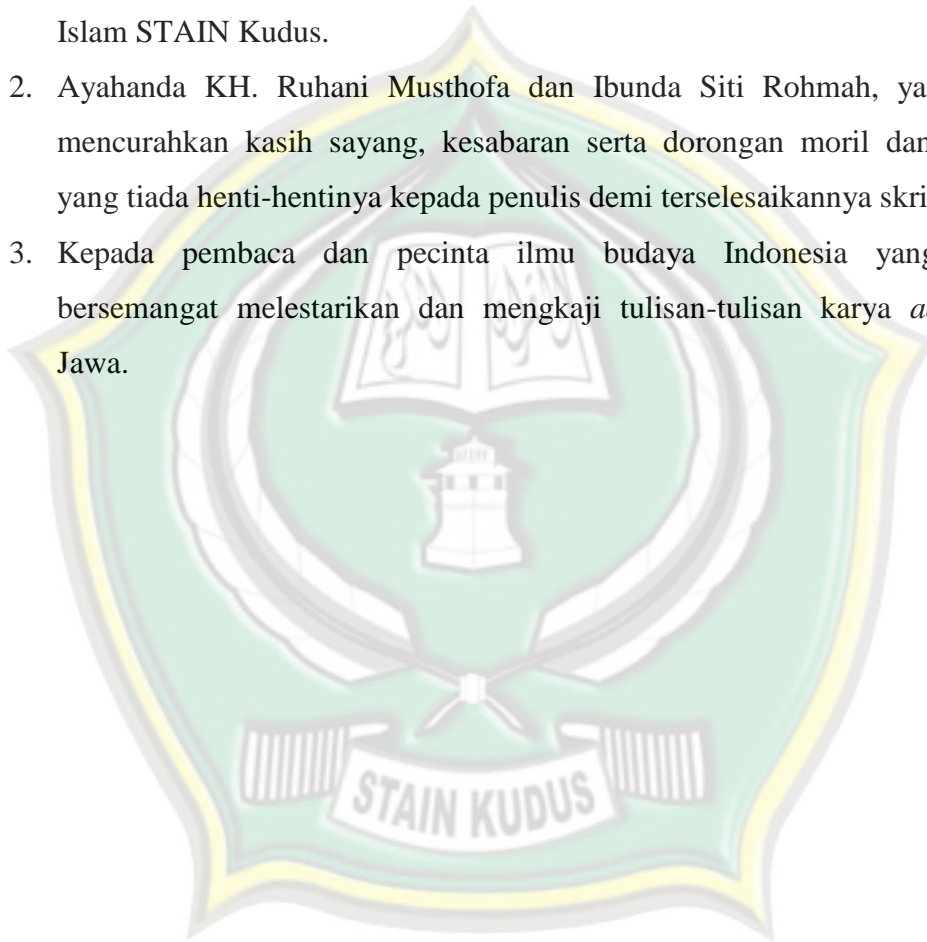 Islam STAIN Kudus.
2. Ayahanda KH. Ruhani Musthofa dan Ibunda Siti Rohmah, ya
mencurahkan kasih sayang, kesabaran serta dorongan moril dan
yang tiada henti-hentinya kepada penulis demi terselesaikannya skri
3. Kepada pembaca dan pecinta ilmu budaya Indonesia yang
bersemangat melestarikan dan mengkaji tulisan-tulisan karya
Jawa.
STAIN KUDUS